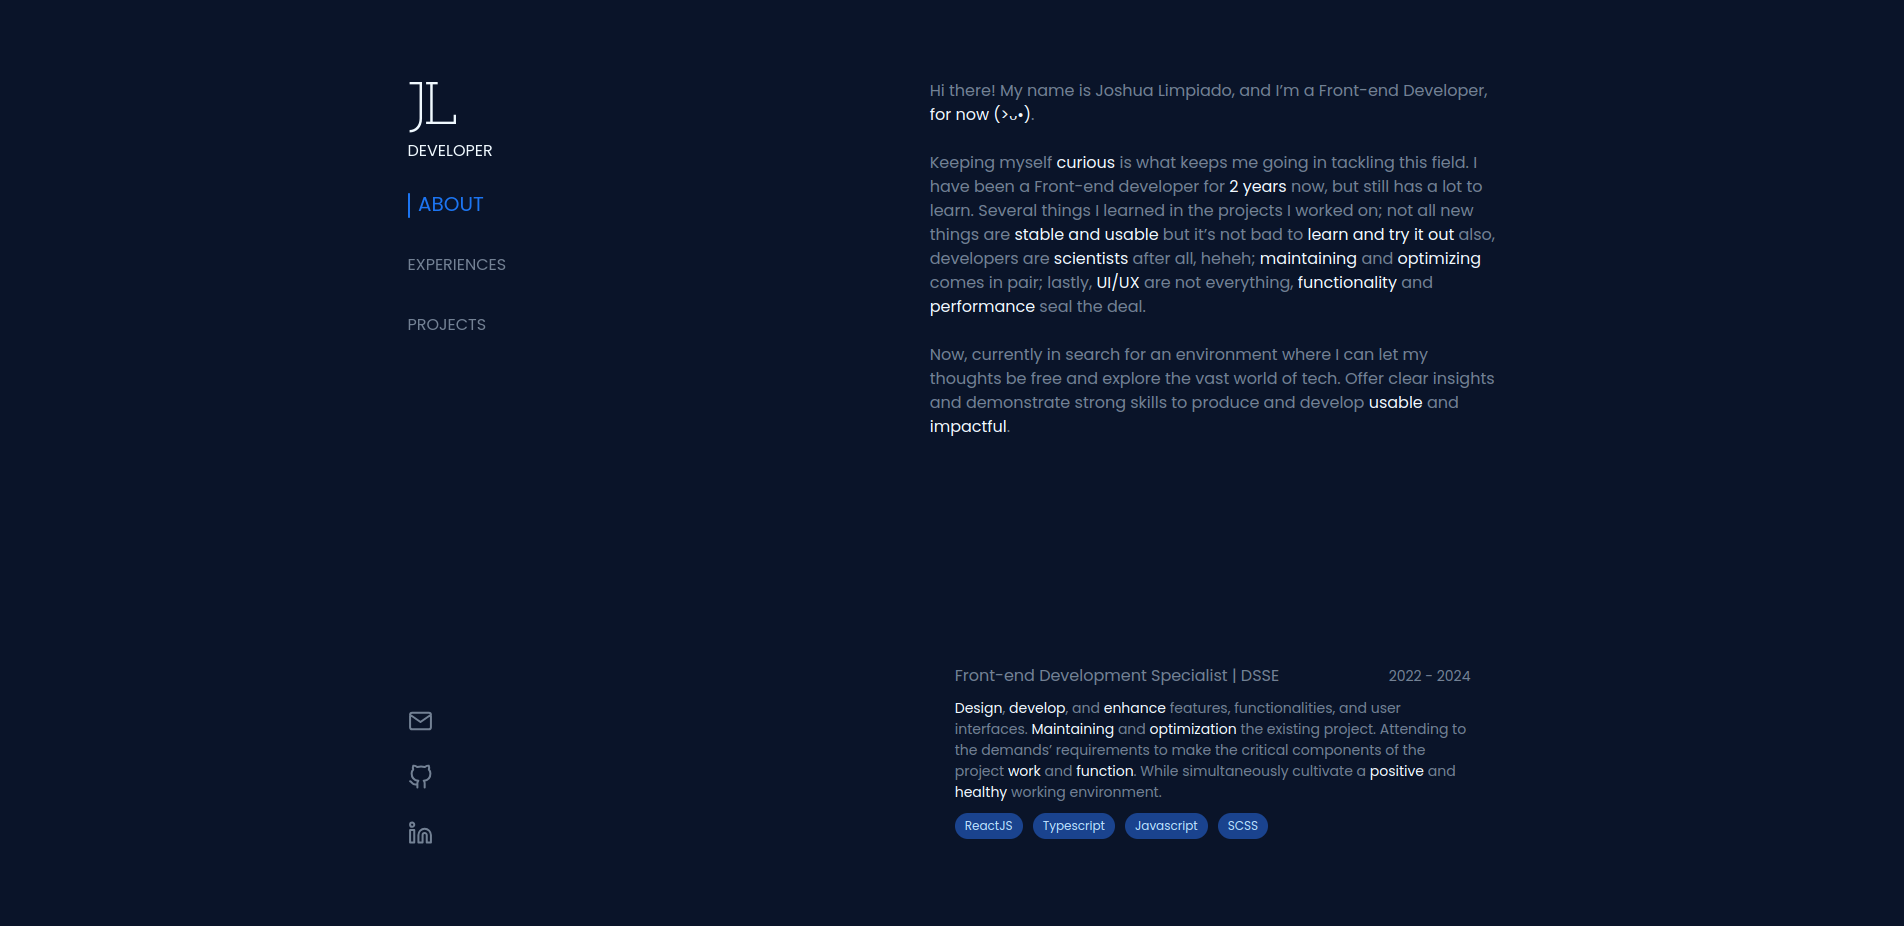 JL
DEVELOPER
ABOUT
EXPERIENCES
PROJECTS
Hi there! My name is Joshua Limpiado, and I’m a Front-end Developer,
for now (>ᴗ•).
Keeping myself curious is what keeps me going in tackling this field. I
have been a Front-end developer for 2 years now, but still has a lot to
learn. Several things I learned in the projects I worked on; not all new
things are stable and usable but it’s not bad to learn and try it out also,
developers are scientists after all, heheh; maintaining and optimizing
comes in pair; lastly, UI/UX are not everything, functionality and
performance seal the deal.
Now, currently in search for an environment where I can let my
thoughts be free and explore the vast world of tech. Offer clear insights
and demonstrate strong skills to produce and develop usable and
impactful.
Front-end Development Specialist | DSSE 2022 - 2024
Design, develop, and enhance features, functionalities, and user
interfaces. Maintaining and optimization the existing project. Attending to
the demands’ requirements to make the critical components of the
project work and function. While simultaneously cultivate a positive and
healthy working environment.
ReactJS Typescript Javascript SCSS